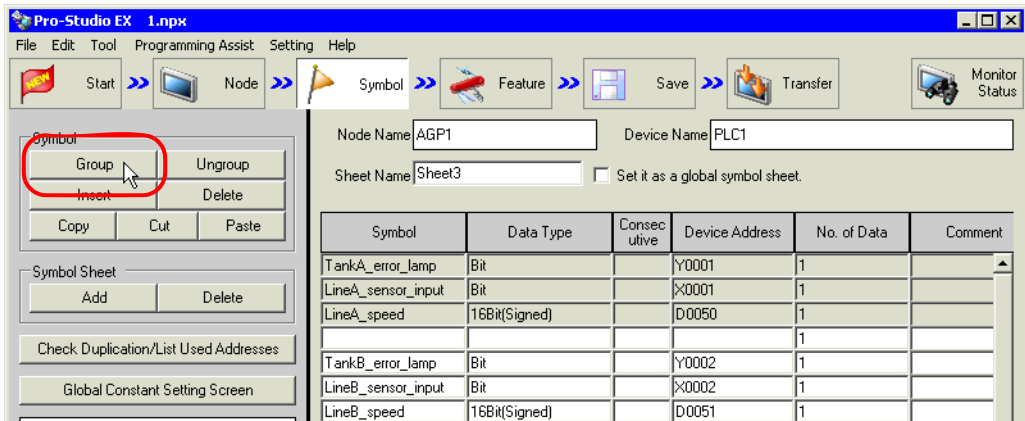 Pro-Studio EX 1.npx
File Edit Tool Programming Assist Setting Help
NEW Start Node Symbol Feature Save Transfer Monitor Status
Symbol
Group Ungroup
Insert Delete
Copy Cut Paste
Symbol Sheet
Add Delete
Check Duplication/List Used Addresses
Global Constant Setting Screen
Node Name AGP1 Device Name PLC1
Sheet Name Sheet3 Set it as a global symbol sheet.
Symbol Data Type Consecutive Device Address No. of Data Comment
TankA_error_lamp Bit Y0001 1
LineA_sensor_input Bit X0001 1
LineA_speed 16Bit(Signed) D0050 1
1
TankB_error_lamp Bit Y0002 1
LineB_sensor_input Bit X0002 1
LineB_speed 16Bit(Signed) D0051 1